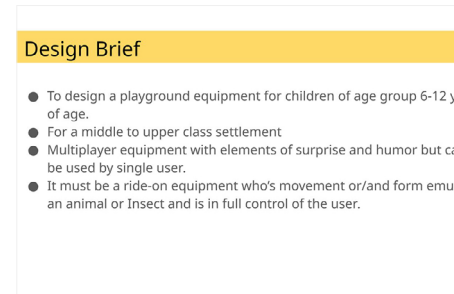 Design Brief
● To design a playground equipment for children of age group 6-12 y
of age.
● For a middle to upper class settlement
● Multiplayer equipment with elements of surprise and humor but ca
be used by single user.
● It must be a ride-on equipment who's movement or/and form emu
an animal or Insect and is in full control of the user.